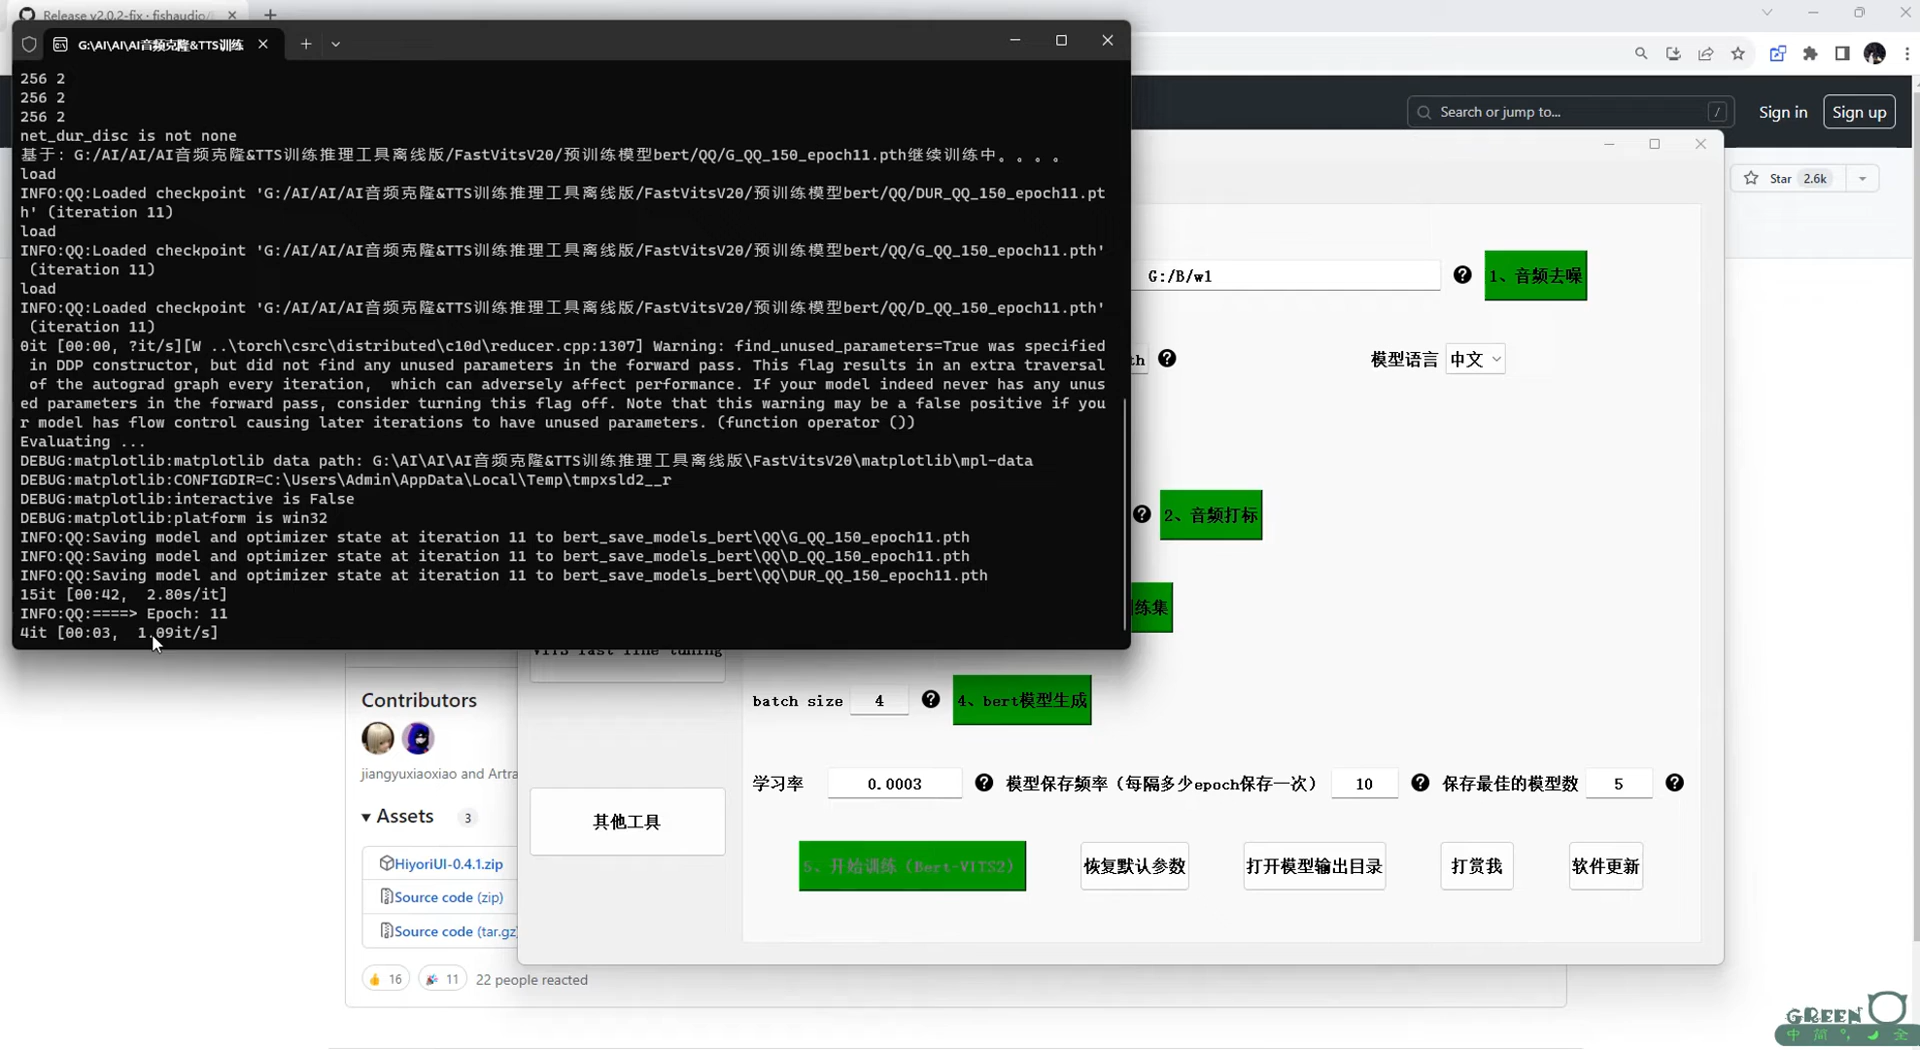 Release v2.0.2-fix · fishaudio/
G:\AI\AI\AI音频克隆&TTS训练
256 2
256 2
256 2
net_dur_disc is not none
基于: G:/AI/AI/AI音频克隆&TTS训练推理工具离线版/FastVitsV20/预训练模型bert/QQ/G_QQ_150_epoch11.pth继续训练中。。。。
load
INFO:QQ:Loaded checkpoint 'G:/AI/AI/AI音频克隆&TTS训练推理工具离线版/FastVitsV20/预训练模型bert/QQ/DUR_QQ_150_epoch11.pt
h' (iteration 11)
load
INFO:QQ:Loaded checkpoint 'G:/AI/AI/AI音频克隆&TTS训练推理工具离线版/FastVitsV20/预训练模型bert/QQ/G_QQ_150_epoch11.pth'
(iteration 11)
load
INFO:QQ:Loaded checkpoint 'G:/AI/AI/AI音频克隆&TTS训练推理工具离线版/FastVitsV20/预训练模型bert/QQ/D_QQ_150_epoch11.pth'
(iteration 11)
0it [00:00, ?it/s][W ..\torch\csrc\distributed\c10d\reducer.cpp:1307] Warning: find_unused_parameters=True was specified
in DDP constructor, but did not find any unused parameters in the forward pass. This flag results in an extra traversal
of the autograd graph every iteration,  which can adversely affect performance. If your model indeed never has any unus
ed parameters in the forward pass, consider turning this flag off. Note that this warning may be a false positive if you
r model has flow control causing later iterations to have unused parameters. (function operator ())
Evaluating ...
DEBUG:matplotlib:matplotlib data path: G:\AI\AI\AI音频克隆&TTS训练推理工具离线版\FastVitsV20\matplotlib\mpl-data
DEBUG:matplotlib:CONFIGDIR=C:\Users\Admin\AppData\Local\Temp\tmpxsld2__r
DEBUG:matplotlib:interactive is False
DEBUG:matplotlib:platform is win32
INFO:QQ:Saving model and optimizer state at iteration 11 to bert_save_models_bert\QQ\G_QQ_150_epoch11.pth
INFO:QQ:Saving model and optimizer state at iteration 11 to bert_save_models_bert\QQ\D_QQ_150_epoch11.pth
INFO:QQ:Saving model and optimizer state at iteration 11 to bert_save_models_bert\QQ\DUR_QQ_150_epoch11.pth
15it [00:42,  2.80s/it]
INFO:QQ:====> Epoch: 11
4it [00:03,  1.09it/s]
Search or jump to... /
Sign in
Sign up
Star 2.6k
G:/B/w1
1、音频去噪
th
模型语言 中文
2、音频打标
练集
VITS fast fine tuning
batch size 4
4、bert模型生成
学习率 0.0003
模型保存频率（每隔多少epoch保存一次） 10
保存最佳的模型数 5
其他工具
5、开始训练（Bert-VITS2）
恢复默认参数
打开模型输出目录
打赏我
软件更新
Contributors
jiangyuxiaoxiao and Artra
Assets 3
HiyoriUI-0.4.1.zip
Source code (zip)
Source code (tar.gz)
16
11
22 people reacted
GREEN
中 简 °, 全